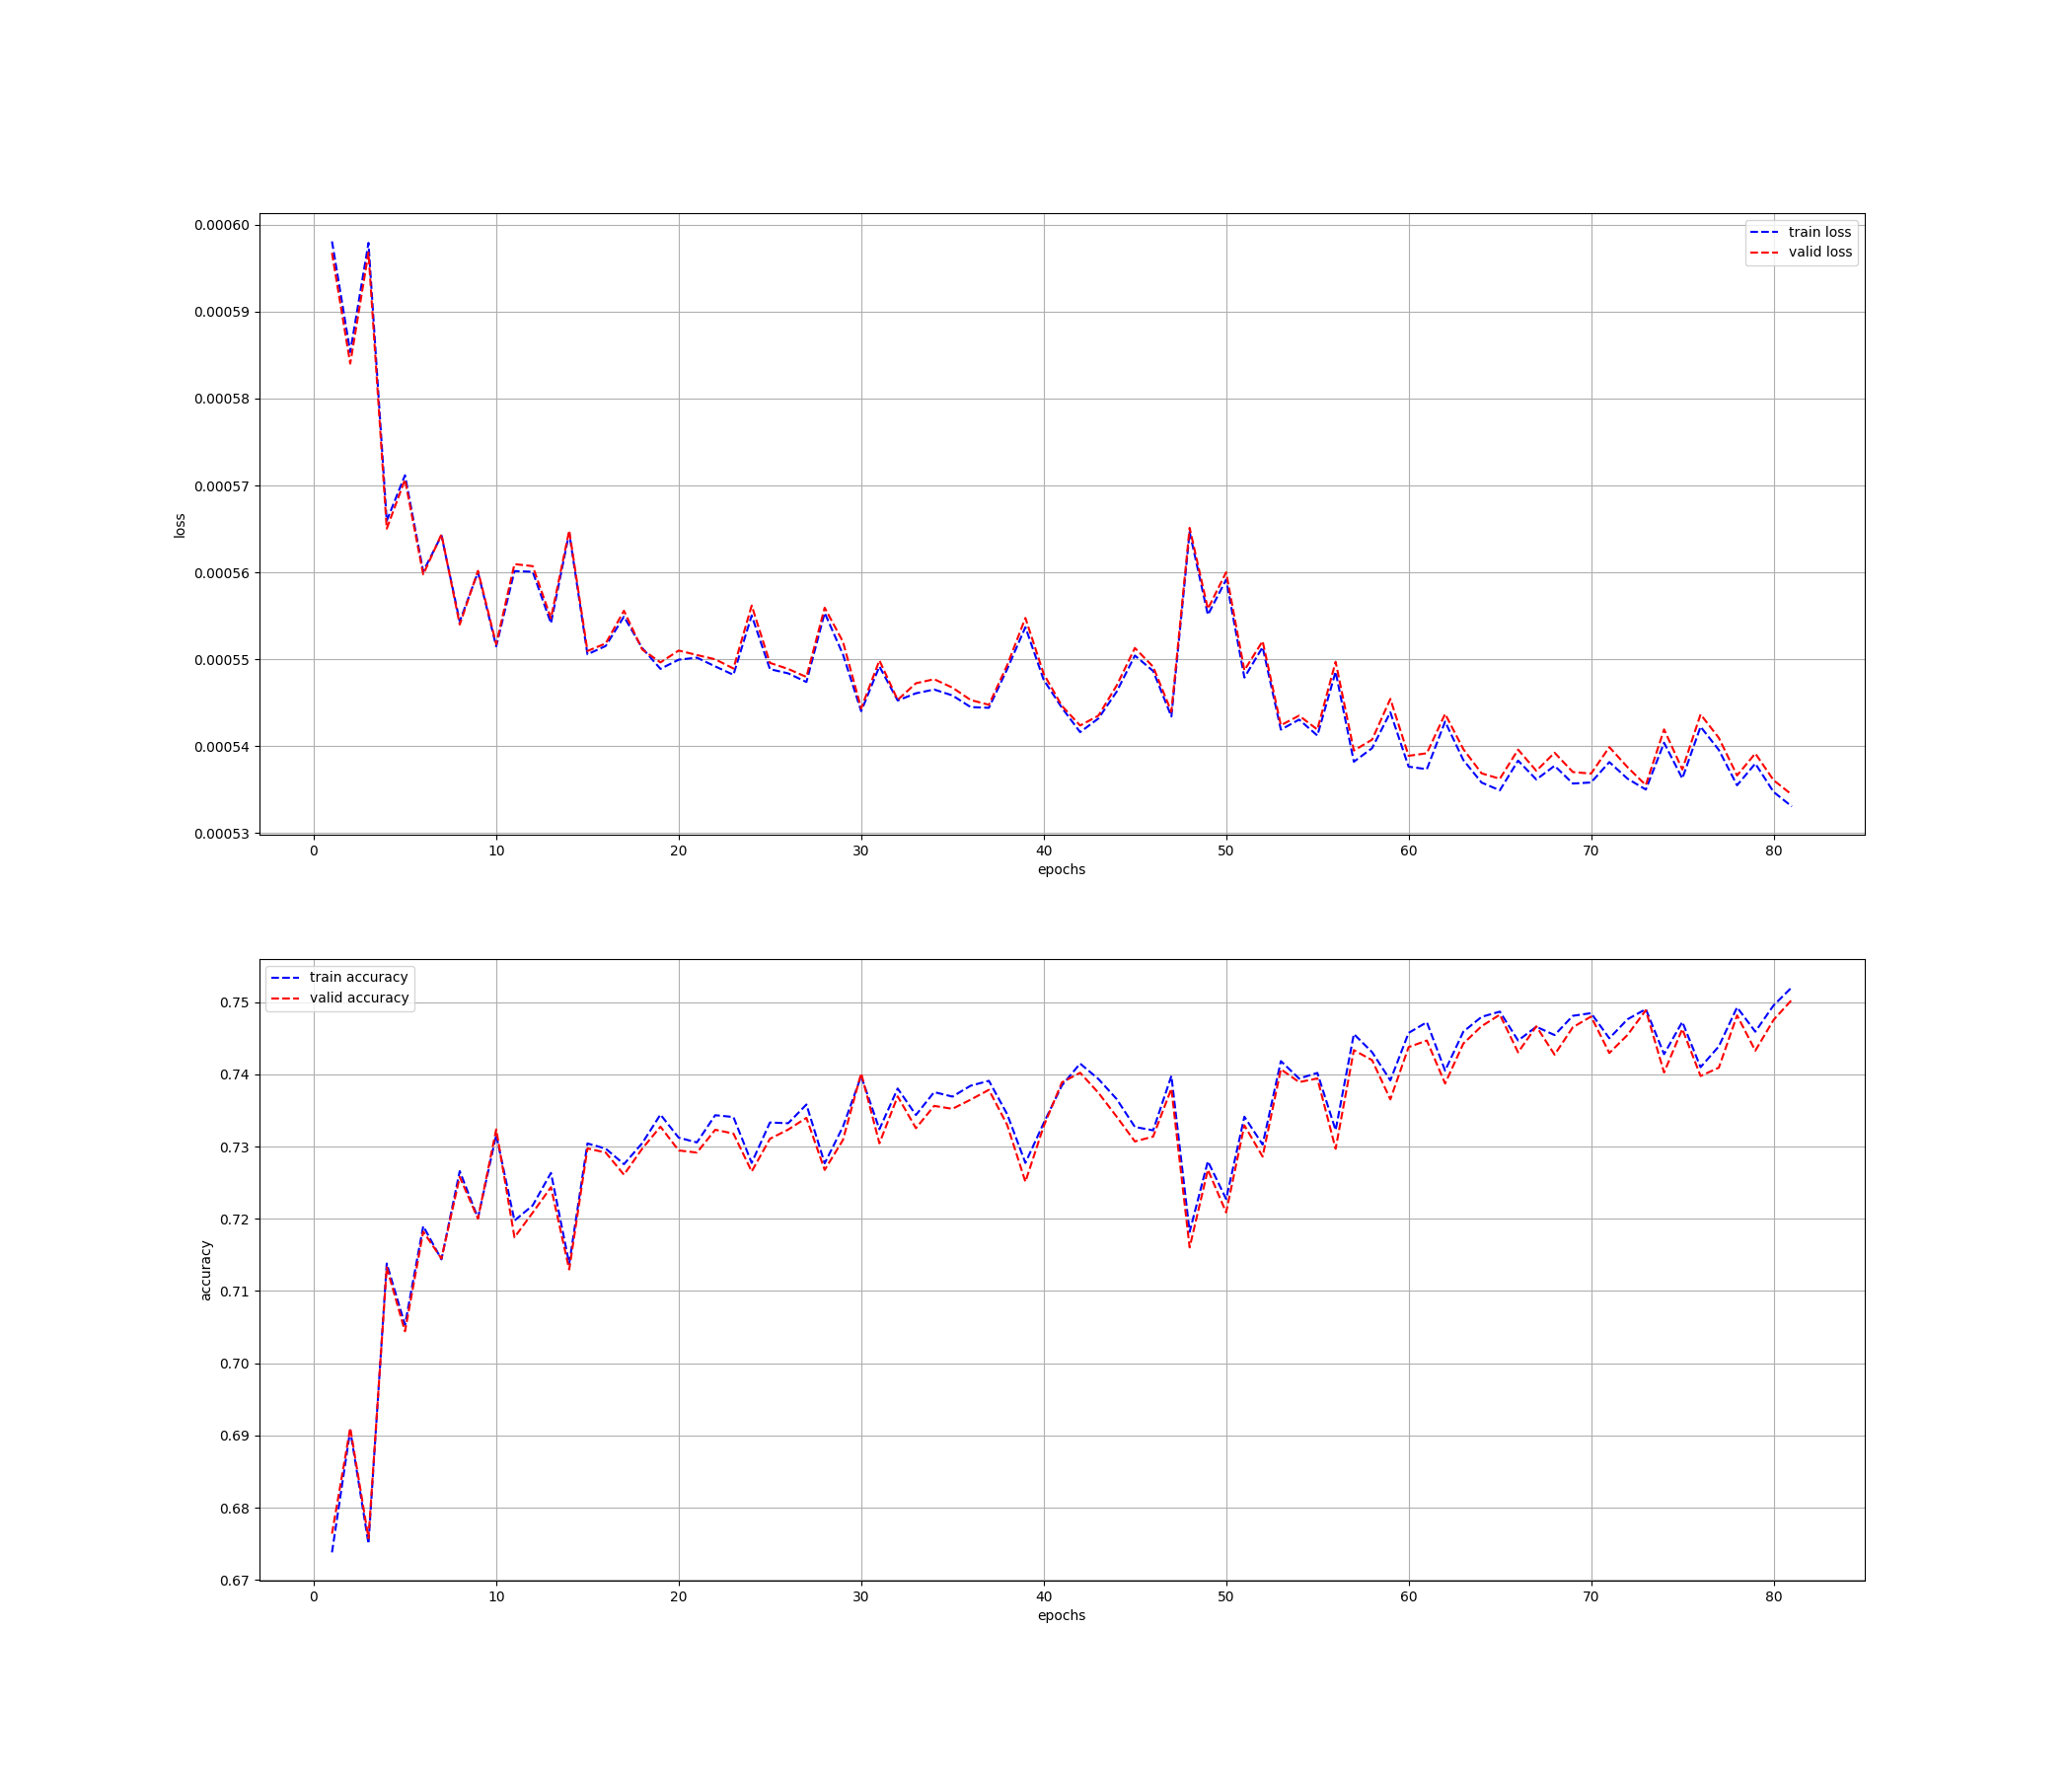 0.00060
0.00059
0.00058
0.00057
0.00056
0.00055
0.00054
0.00053
loss
train loss
valid loss
0 10 20 30 40 50 60 70 80
epochs
train accuracy
valid accuracy
0.75
0.74
0.73
0.72
0.71
0.70
0.69
0.68
0.67
accuracy
0 10 20 30 40 50 60 70 80
epochs